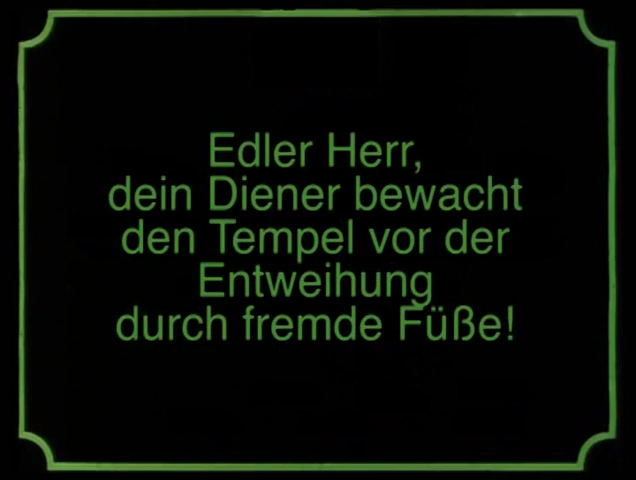 Edler Herr,
dein Diener bewacht
den Tempel vor der
Entweihung
durch fremde Füße!